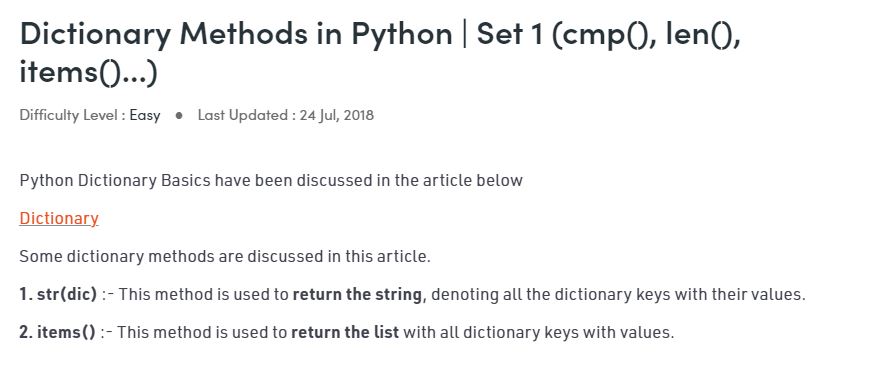 Dictionary Methods in Python | Set 1 (cmp(), len(),
items()…)
Difficulty Level : Easy ● Last Updated : 24 Jul, 2018
Python Dictionary Basics have been discussed in the article below
Dictionary
Some dictionary methods are discussed in this article.
1. str(dic) :- This method is used to return the string, denoting all the dictionary keys with their values.
2. items() :- This method is used to return the list with all dictionary keys with values.